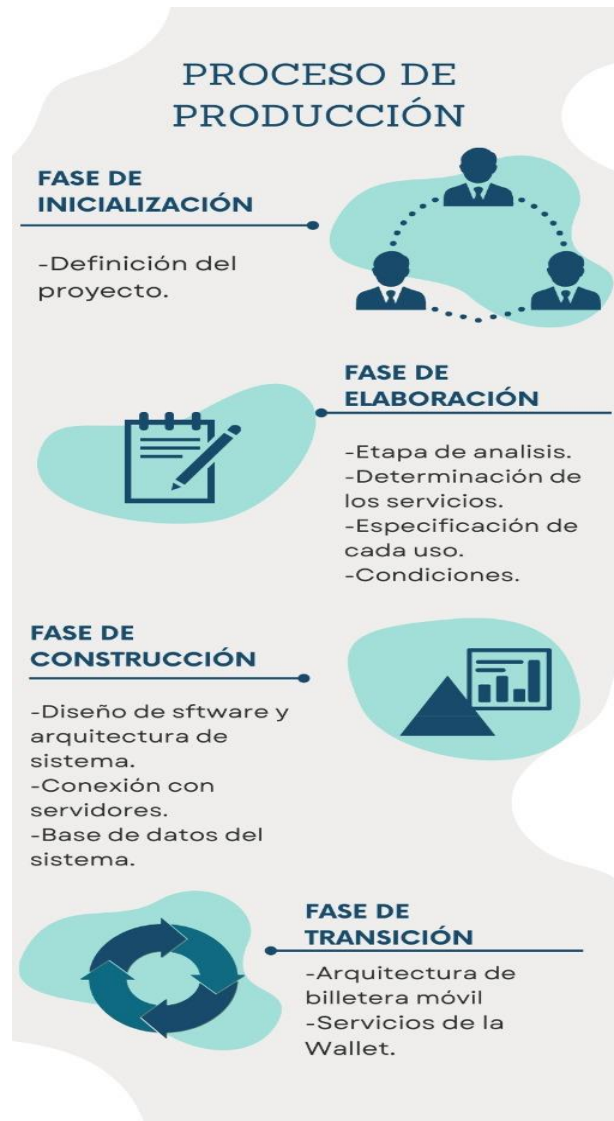 PROCESO DE
PRODUCCIÓN
FASE DE
INICIALIZACIÓN
-Definición del
proyecto.
FASE DE
ELABORACIÓN
-Etapa de analisis.
-Determinación de
los servicios.
-Especificación de
cada uso.
-Condiciones.
FASE DE
CONSTRUCCIÓN
-Diseño de sftware y
arquitectura de
sistema.
-Conexión con
servidores.
-Base de datos del
sistema.
FASE DE
TRANSICIÓN
-Arquitectura de
billetera móvil
-Servicios de la
Wallet.